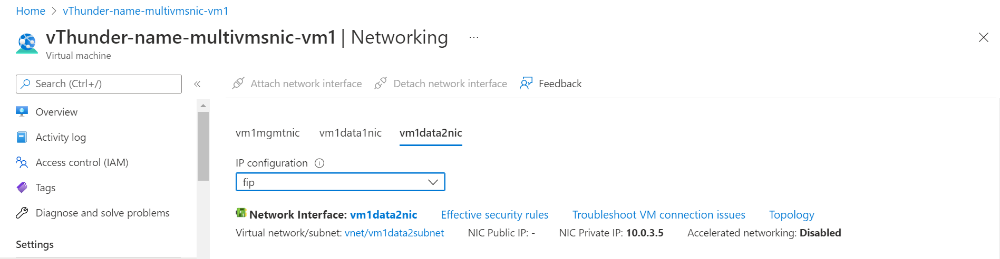 Home > vThunder-name-multivmsnic-vm1
vThunder-name-multivmsnic-vm1 | Networking ...
Virtual machine
Search (Ctrl+/) «
Attach network interface Detach network interface Feedback
Overview
Activity log
Access control (IAM)
Tags
Diagnose and solve problems
Settings
vm1mgmtnic vm1data1nic vm1data2nic
IP configuration
fip
Network Interface: vm1data2nic Effective security rules Troubleshoot VM connection issues Topology
Virtual network/subnet: vnet/vm1data2subnet NIC Public IP: - NIC Private IP: 10.0.3.5 Accelerated networking: Disabled